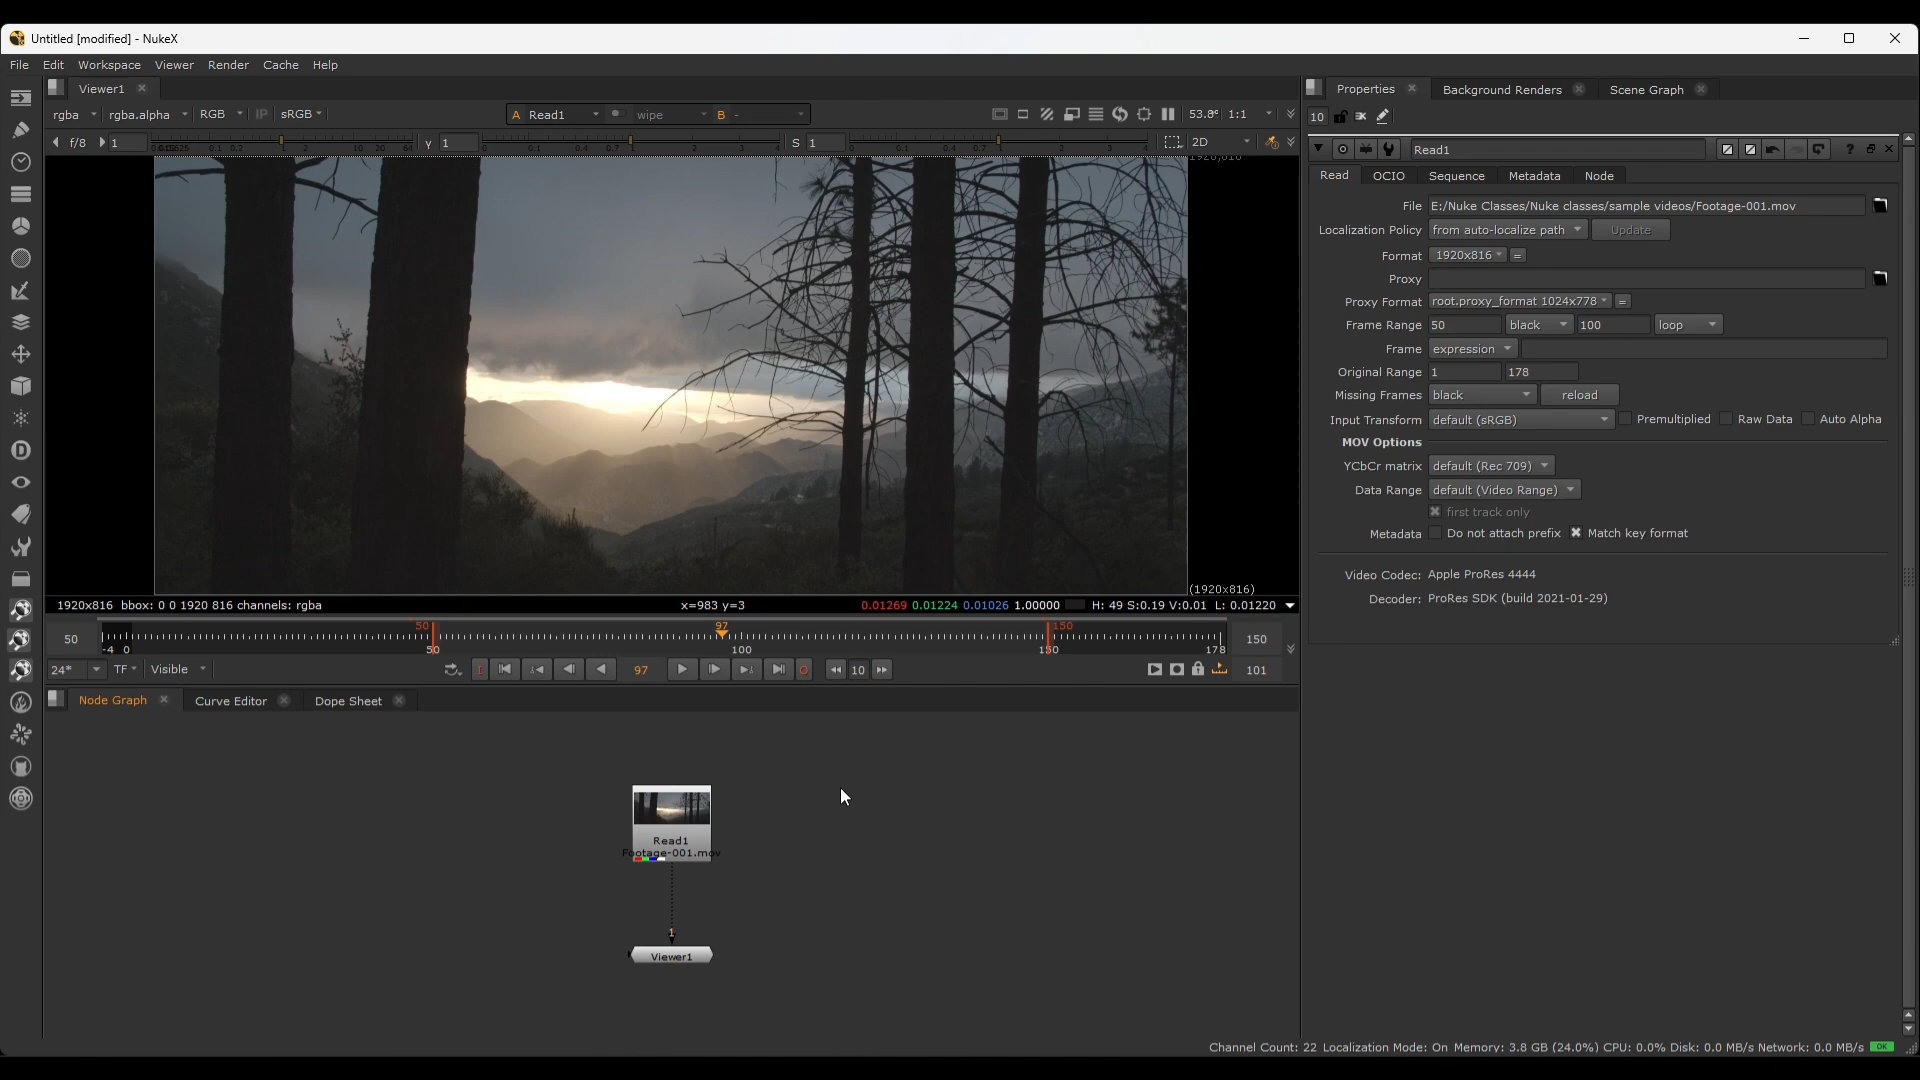 Untitled [modified] - NukeX
File Edit Workspace Viewer Render Cache Help
Viewer1
rgba rgba.alpha RGB IP sRGB A Read1 wipe B - 53.8% 1:1
f/8 1 γ 1 S 1 2D
(1920x816)
1920x816 bbox: 0 0 1920 816 channels: rgba x=983 y=3 0.01269 0.01224 0.01026 1.00000 H: 49 S:0.19 V:0.01 L: 0.01220
50 97 150
50 -4 0 50 100 150 178 150
24* TF Visible I 97 O 10 101
Node Graph Curve Editor Dope Sheet
Read1
Footage-001.mov
1
Viewer1
Properties Background Renders Scene Graph
10
Read1 ?
Read OCIO Sequence Metadata Node
File E:/Nuke Classes/Nuke classes/sample videos/Footage-001.mov
Localization Policy from auto-localize path Update
Format 1920x816 =
Proxy
Proxy Format root.proxy_format 1024x778 =
Frame Range 50 black 100 loop
Frame expression
Original Range 1 178
Missing Frames black reload
Input Transform default (sRGB) Premultiplied Raw Data Auto Alpha
MOV Options
YCbCr matrix default (Rec 709)
Data Range default (Video Range)
first track only
Metadata Do not attach prefix Match key format
Video Codec: Apple ProRes 4444
Decoder: ProRes SDK (build 2021-01-29)
Channel Count: 22 Localization Mode: On Memory: 3.8 GB (24.0%) CPU: 0.0% Disk: 0.0 MB/s Network: 0.0 MB/s OK